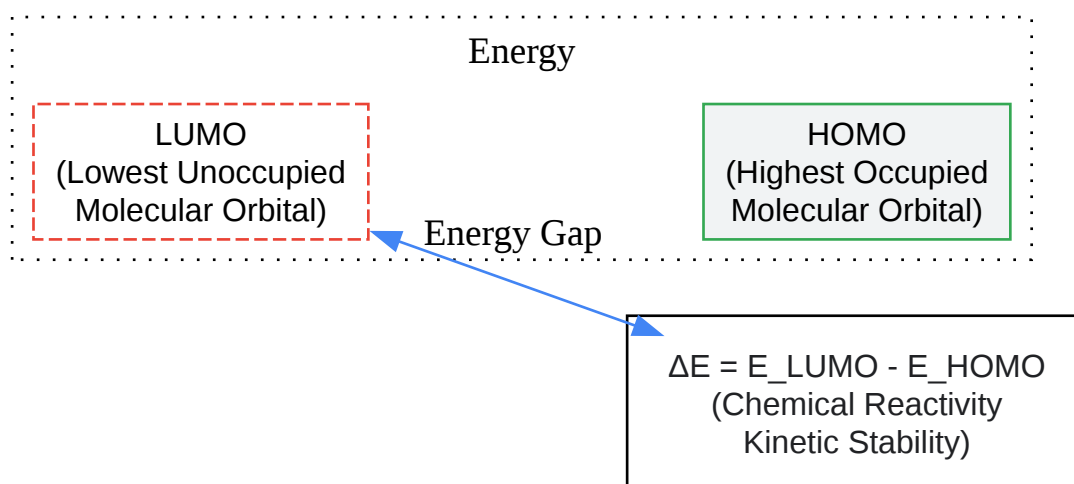 Energy
LUMO
(Lowest Unoccupied
Molecular Orbital)
HOMO
(Highest Occupied
Molecular Orbital)
Energy Gap
ΔE = E_LUMO - E_HOMO
(Chemical Reactivity
Kinetic Stability)